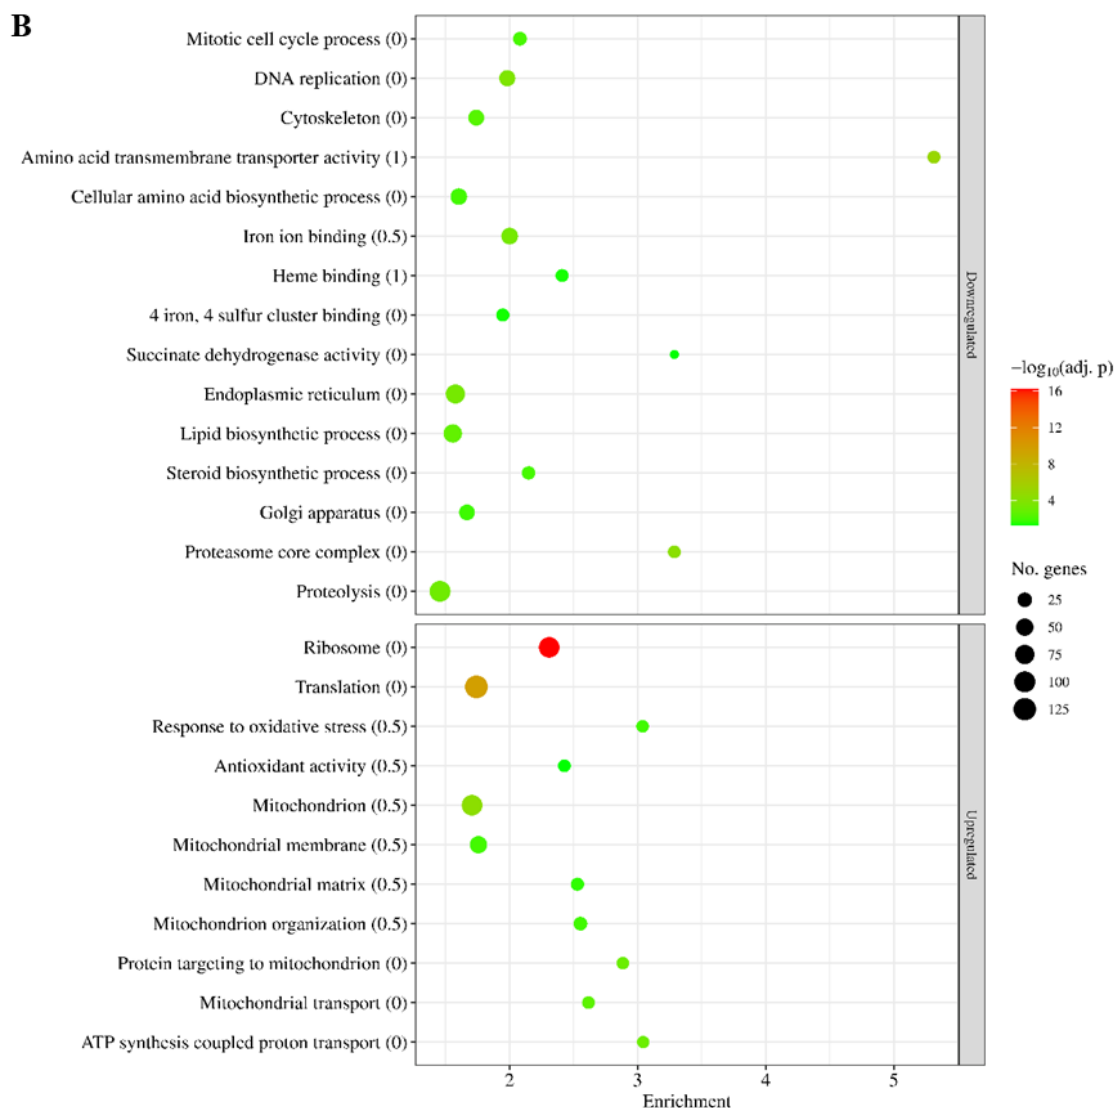 B
Mitotic cell cycle process (0)
DNA replication (0)
Cytoskeleton (0)
Amino acid transmembrane transporter activity (1)
Cellular amino acid biosynthetic process (0)
Iron ion binding (0.5)
Heme binding (1)
4 iron, 4 sulfur cluster binding (0)
Succinate dehydrogenase activity (0)
Endoplasmic reticulum (0)
Lipid biosynthetic process (0)
Steroid biosynthetic process (0)
Golgi apparatus (0)
Proteasome core complex (0)
Proteolysis (0)
Downregulated
Ribosome (0)
Translation (0)
Response to oxidative stress (0.5)
Antioxidant activity (0.5)
Mitochondrion (0.5)
Mitochondrial membrane (0.5)
Mitochondrial matrix (0.5)
Mitochondrion organization (0.5)
Protein targeting to mitochondrion (0)
Mitochondrial transport (0)
ATP synthesis coupled proton transport (0)
Upregulated
2 3 4 5
Enrichment
−log₁₀(adj. p)
16
12
8
4
No. genes
25
50
75
100
125